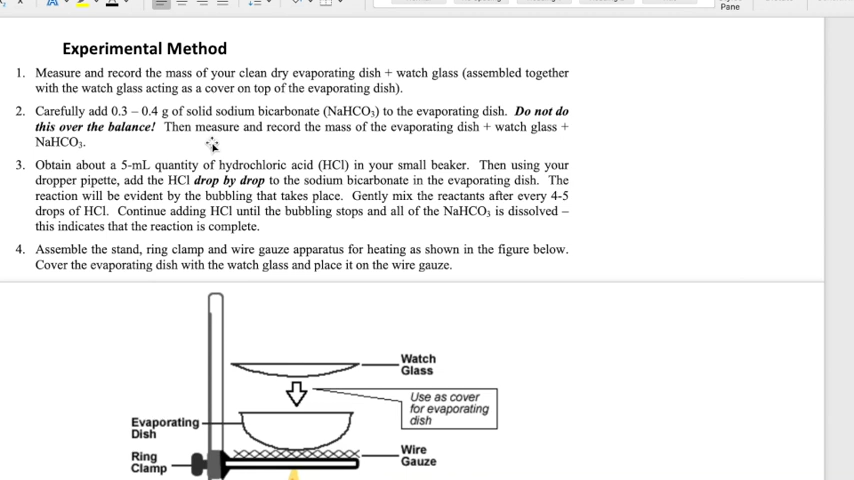 Pane
Experimental Method
1. Measure and record the mass of your clean dry evaporating dish + watch glass (assembled together
with the watch glass acting as a cover on top of the evaporating dish).
2. Carefully add 0.3 – 0.4 g of solid sodium bicarbonate (NaHCO₃) to the evaporating dish. Do not do
this over the balance! Then measure and record the mass of the evaporating dish + watch glass +
NaHCO₃.
3. Obtain about a 5-mL quantity of hydrochloric acid (HCl) in your small beaker. Then using your
dropper pipette, add the HCl drop by drop to the sodium bicarbonate in the evaporating dish. The
reaction will be evident by the bubbling that takes place. Gently mix the reactants after every 4-5
drops of HCl. Continue adding HCl until the bubbling stops and all of the NaHCO₃ is dissolved –
this indicates that the reaction is complete.
4. Assemble the stand, ring clamp and wire gauze apparatus for heating as shown in the figure below.
Cover the evaporating dish with the watch glass and place it on the wire gauze.
Watch
Glass
Use as cover
for evaporating
dish
Evaporating
Dish
Wire
Gauze
Ring
Clamp